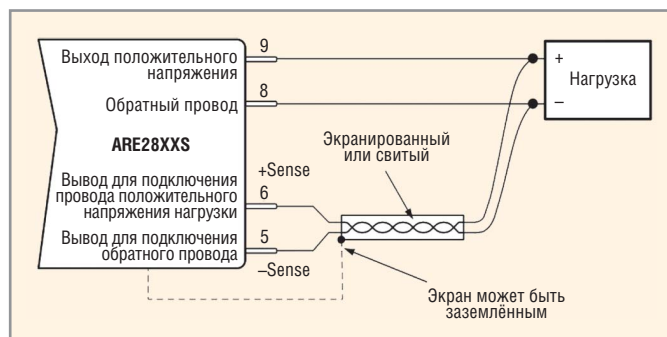 Выход положительного
напряжения
9
+
Нагрузка
–
Обратный провод
8
ARE28XXS
Экранированный
или свитый
+Sense
Вывод для подключения
провода положительного
напряжения нагрузки
6
Вывод для подключения
обратного провода
5
–Sense
Экран может быть
заземлённым